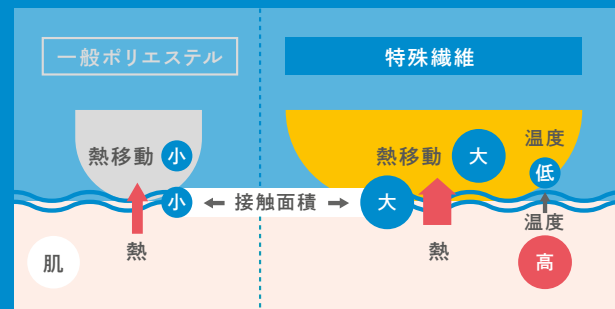 一般ポリエステル
特殊繊維
熱移動 小
熱移動 大
温度
低
小 ← 接触面積 → 大
温度
熱
熱
高
肌